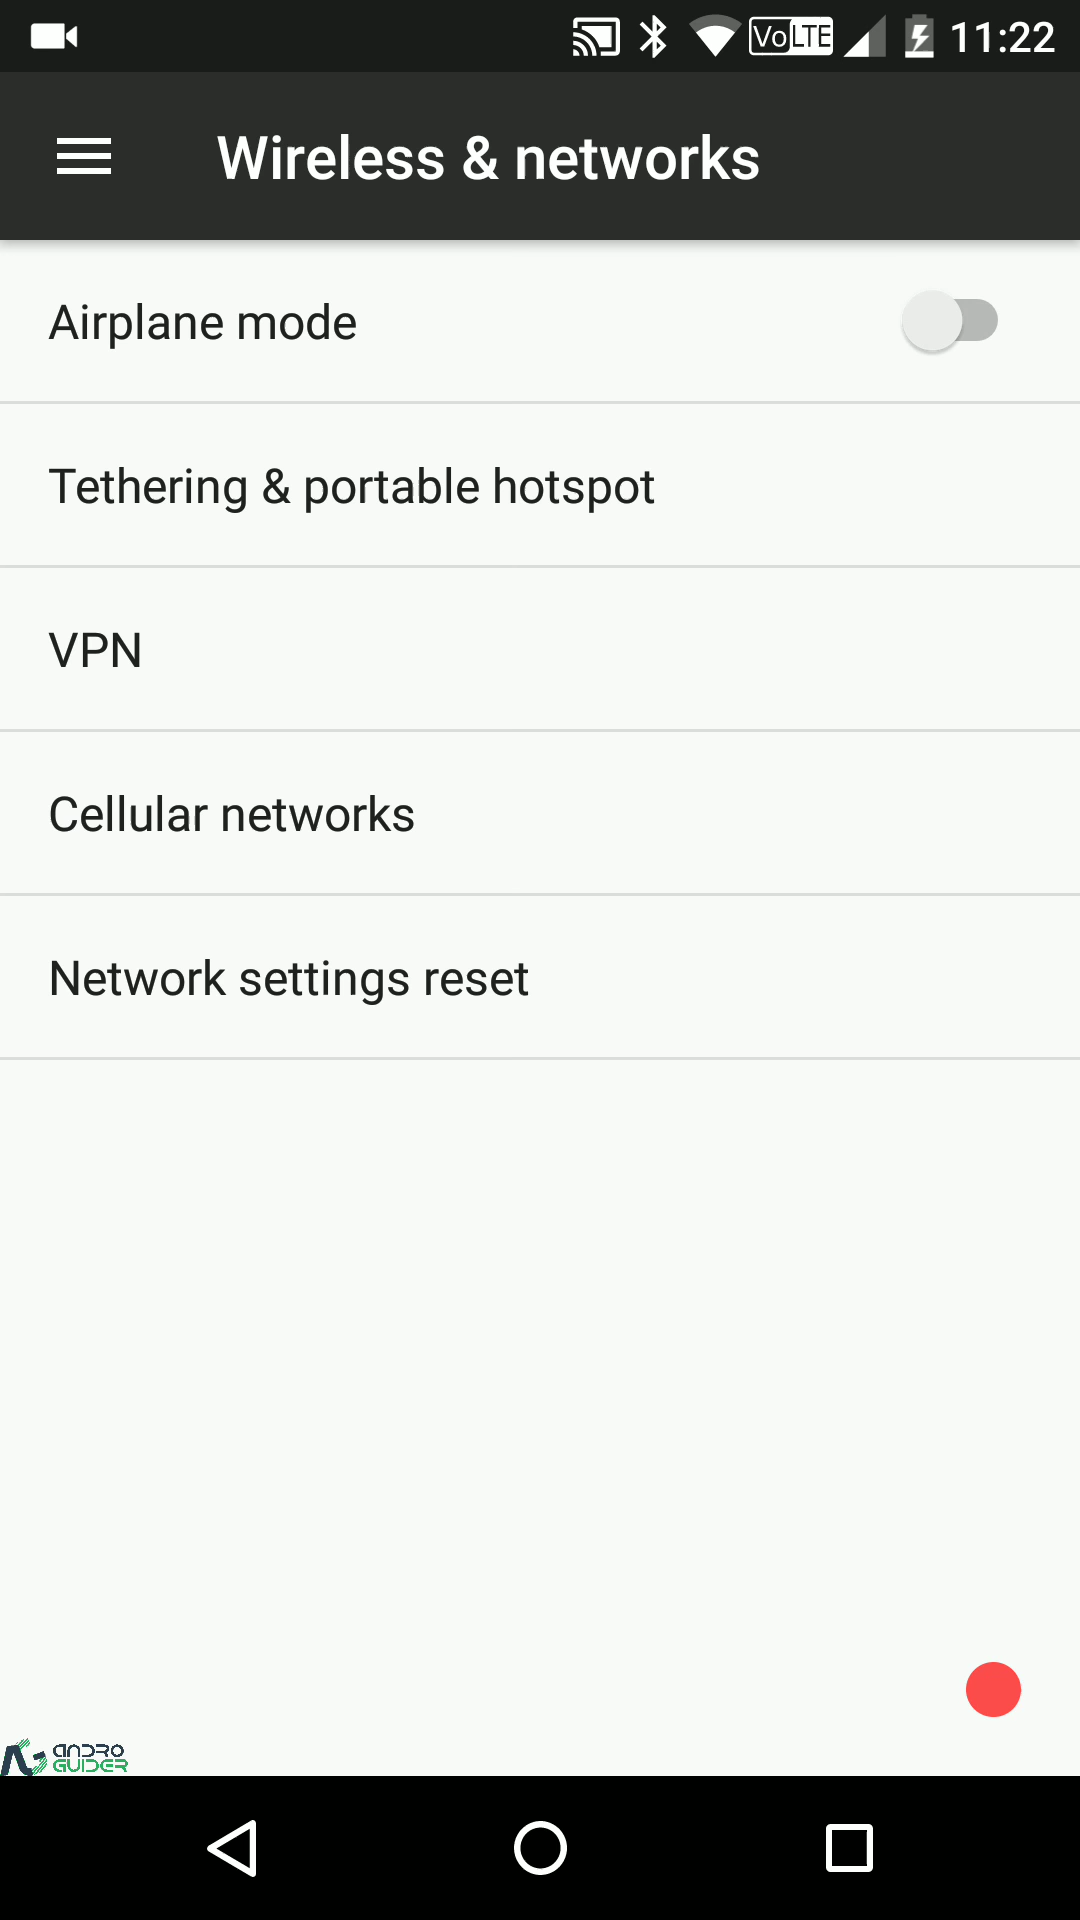 VoLTE 11:22
Wireless & networks
Airplane mode
Tethering & portable hotspot
VPN
Cellular networks
Network settings reset
ANDRO
GUIDER